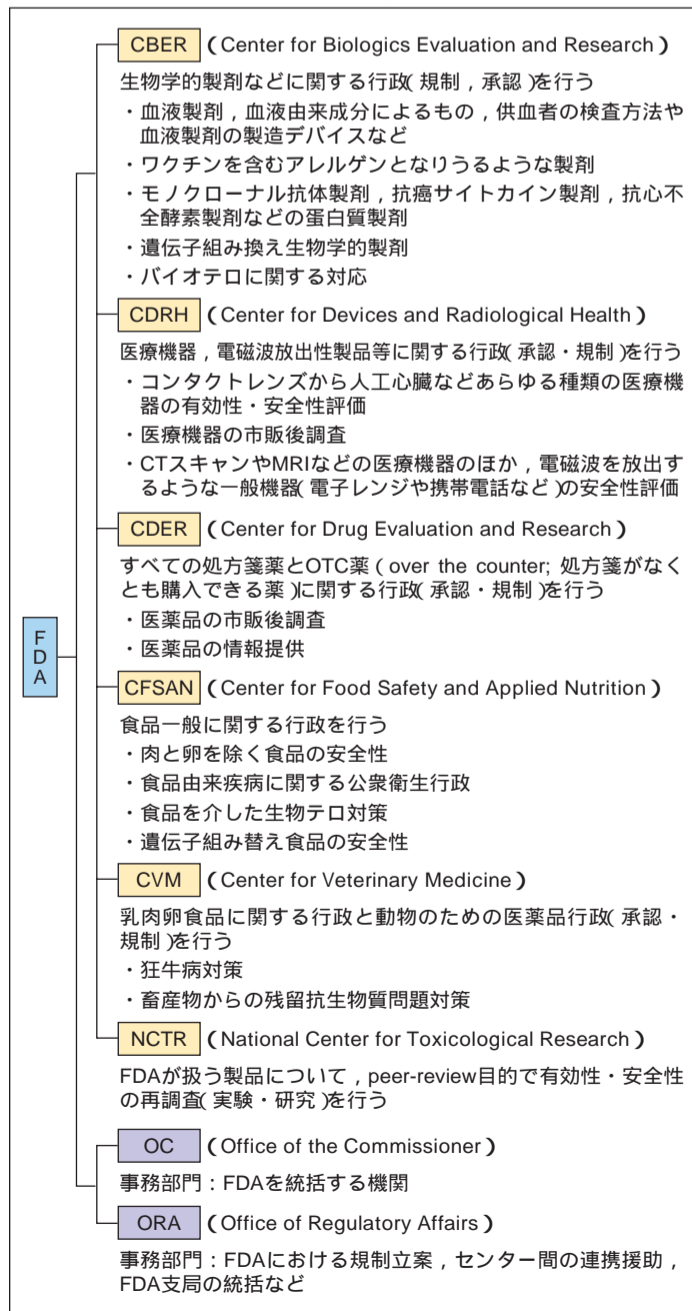 CBER (Center for Biologics Evaluation and Research)
生物学的製剤などに関する行政(規制,承認)を行う
・血液製剤,血液由来成分によるもの,供血者の検査方法や
血液製剤の製造デバイスなど
・ワクチンを含むアレルゲンとなりうるような製剤
・モノクローナル抗体製剤,抗癌サイトカイン製剤,抗心不
全酵素製剤などの蛋白質製剤
・遺伝子組み換え生物学的製剤
・バイオテロに関する対応
CDRH (Center for Devices and Radiological Health)
医療機器,電磁波放出性製品等に関する行政(承認・規制)を行う
・コンタクトレンズから人工心臓などあらゆる種類の医療機
器の有効性・安全性評価
・医療機器の市販後調査
・CTスキャンやMRIなどの医療機器のほか,電磁波を放出す
るような一般機器(電子レンジや携帯電話など)の安全性評価
CDER (Center for Drug Evaluation and Research)
すべての処方箋薬とOTC薬(over the counter; 処方箋がなく
とも購入できる薬)に関する行政(承認・規制)を行う
・医薬品の市販後調査
・医薬品の情報提供
FDA
CFSAN (Center for Food Safety and Applied Nutrition)
食品一般に関する行政を行う
・肉と卵を除く食品の安全性
・食品由来疾病に関する公衆衛生行政
・食品を介した生物テロ対策
・遺伝子組み替え食品の安全性
CVM (Center for Veterinary Medicine)
乳肉卵食品に関する行政と動物のための医薬品行政(承認・
規制)を行う
・狂牛病対策
・畜産物からの残留抗生物質問題対策
NCTR (National Center for Toxicological Research)
FDAが扱う製品について,peer-review目的で有効性・安全性
の再調査(実験・研究)を行う
OC (Office of the Commissioner)
事務部門:FDAを統括する機関
ORA (Office of Regulatory Affairs)
事務部門:FDAにおける規制立案,センター間の連携援助,
FDA支局の統括など